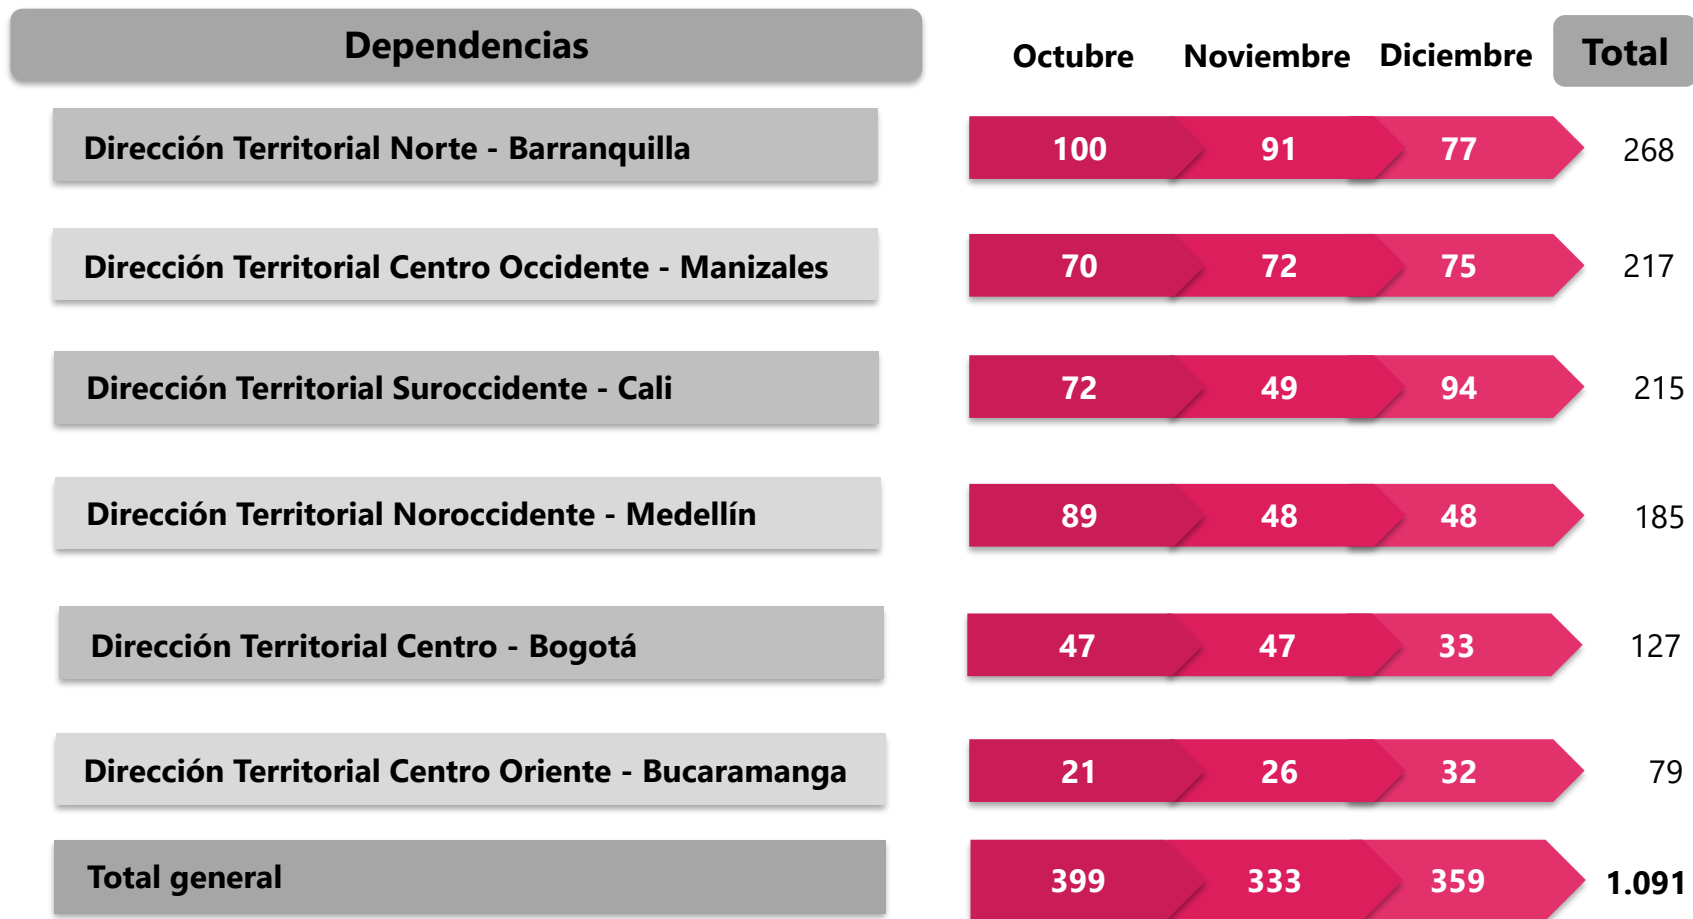 Dependencias Octubre Noviembre Diciembre Total
Dirección Territorial Norte - Barranquilla 100 91 77 268
Dirección Territorial Centro Occidente - Manizales 70 72 75 217
Dirección Territorial Suroccidente - Cali 72 49 94 215
Dirección Territorial Noroccidente - Medellín 89 48 48 185
Dirección Territorial Centro - Bogotá 47 47 33 127
Dirección Territorial Centro Oriente - Bucaramanga 21 26 32 79
Total general 399 333 359 1.091